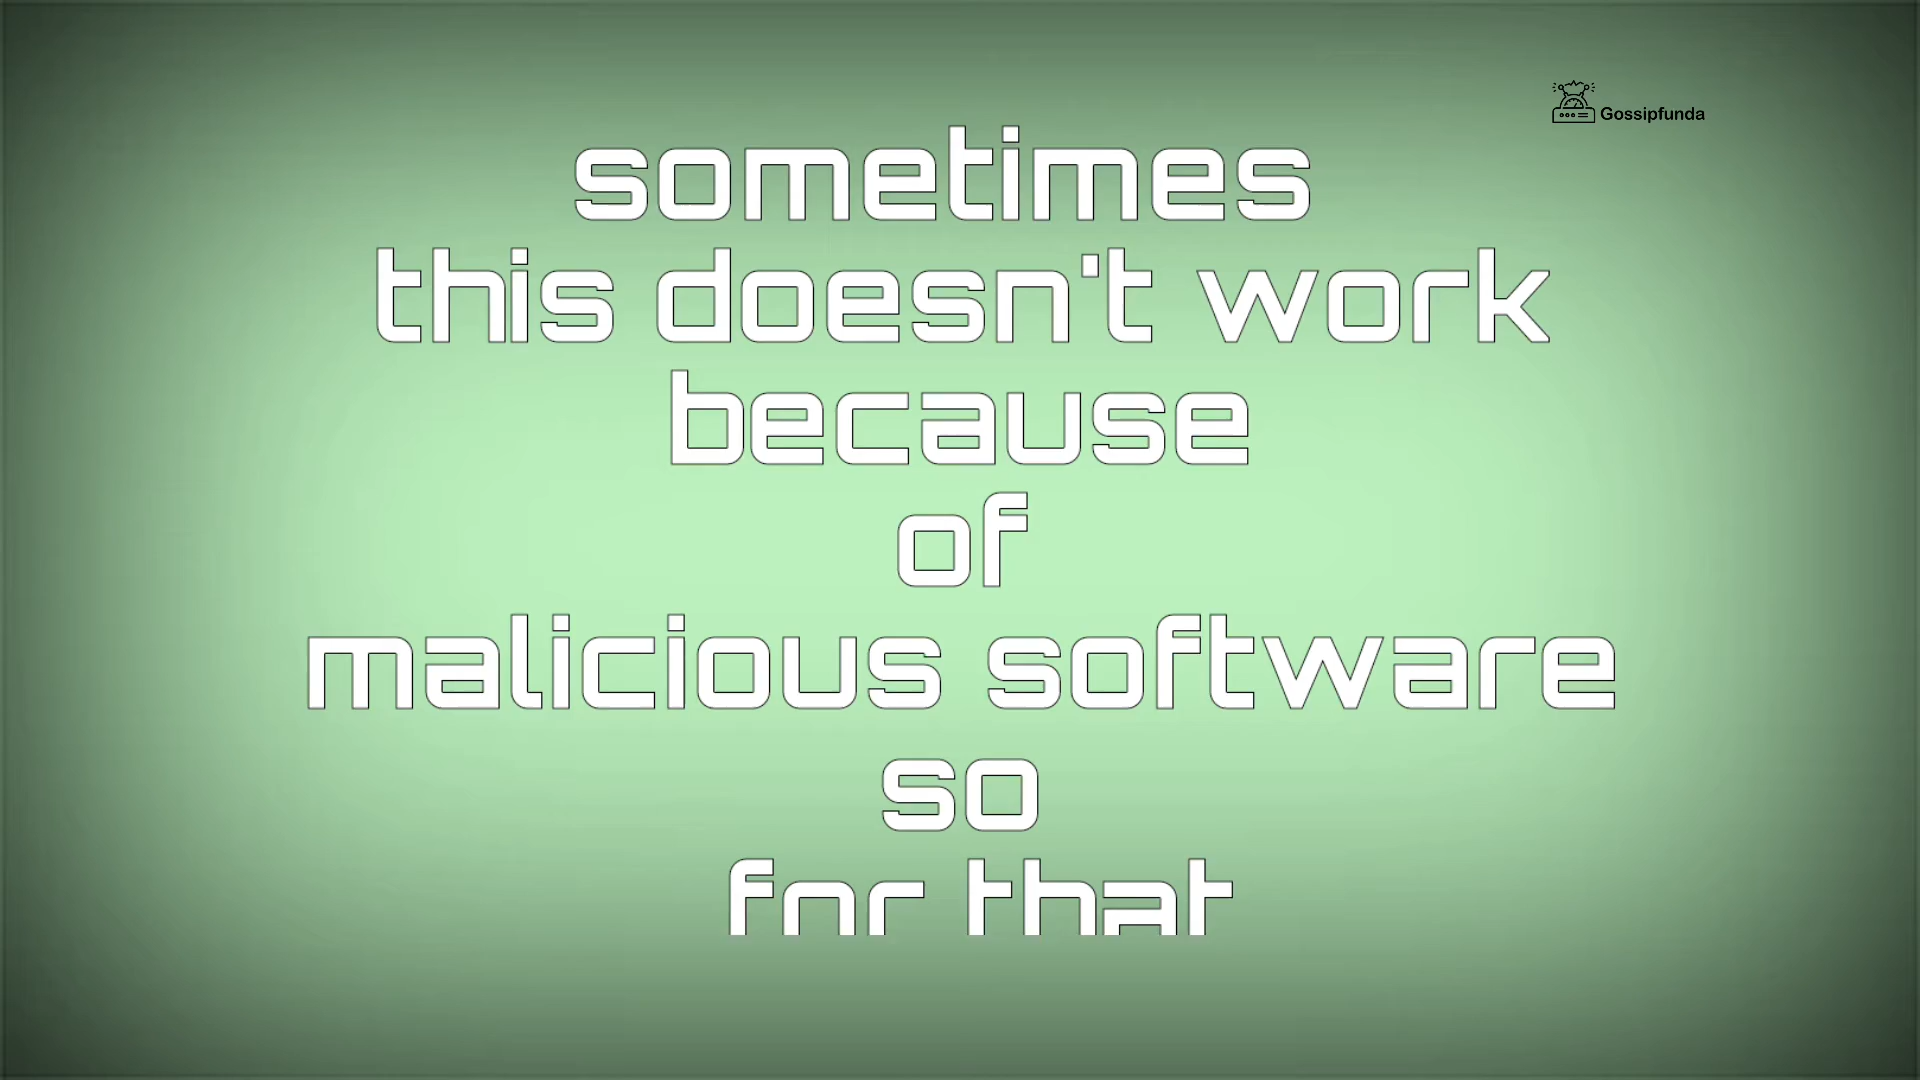 Gossipfunda
sometimes
this doesn't work
because
of
malicious software
so
for that